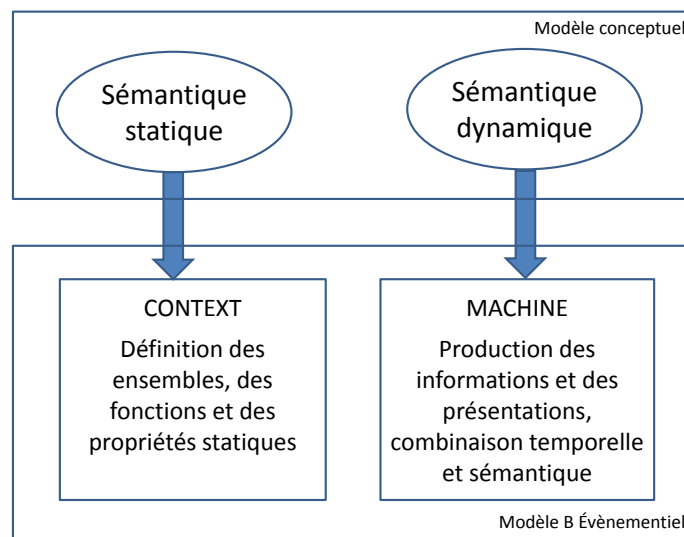 Modèle conceptuel
Sémantique
statique
Sémantique
dynamique
CONTEXT
Définition des
ensembles, des
fonctions et des
propriétés statiques
MACHINE
Production des
informations et des
présentations,
combinaison temporelle
et sémantique
Modèle B Évènementiel